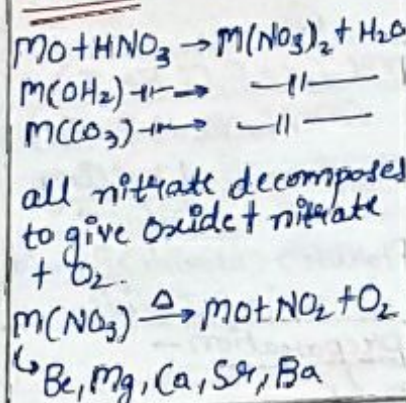 MO + HNO₃ → M(NO₃)₂ + H₂O
M(OH₂) –〃→ –〃–
M(CO₃) –〃→ –〃–
all nitrate decomposes
to give oxide + nitrate
+ O₂.
M(NO₃) –Δ→ MO + NO₂ + O₂
↳ Be, Mg, Ca, Sr, Ba